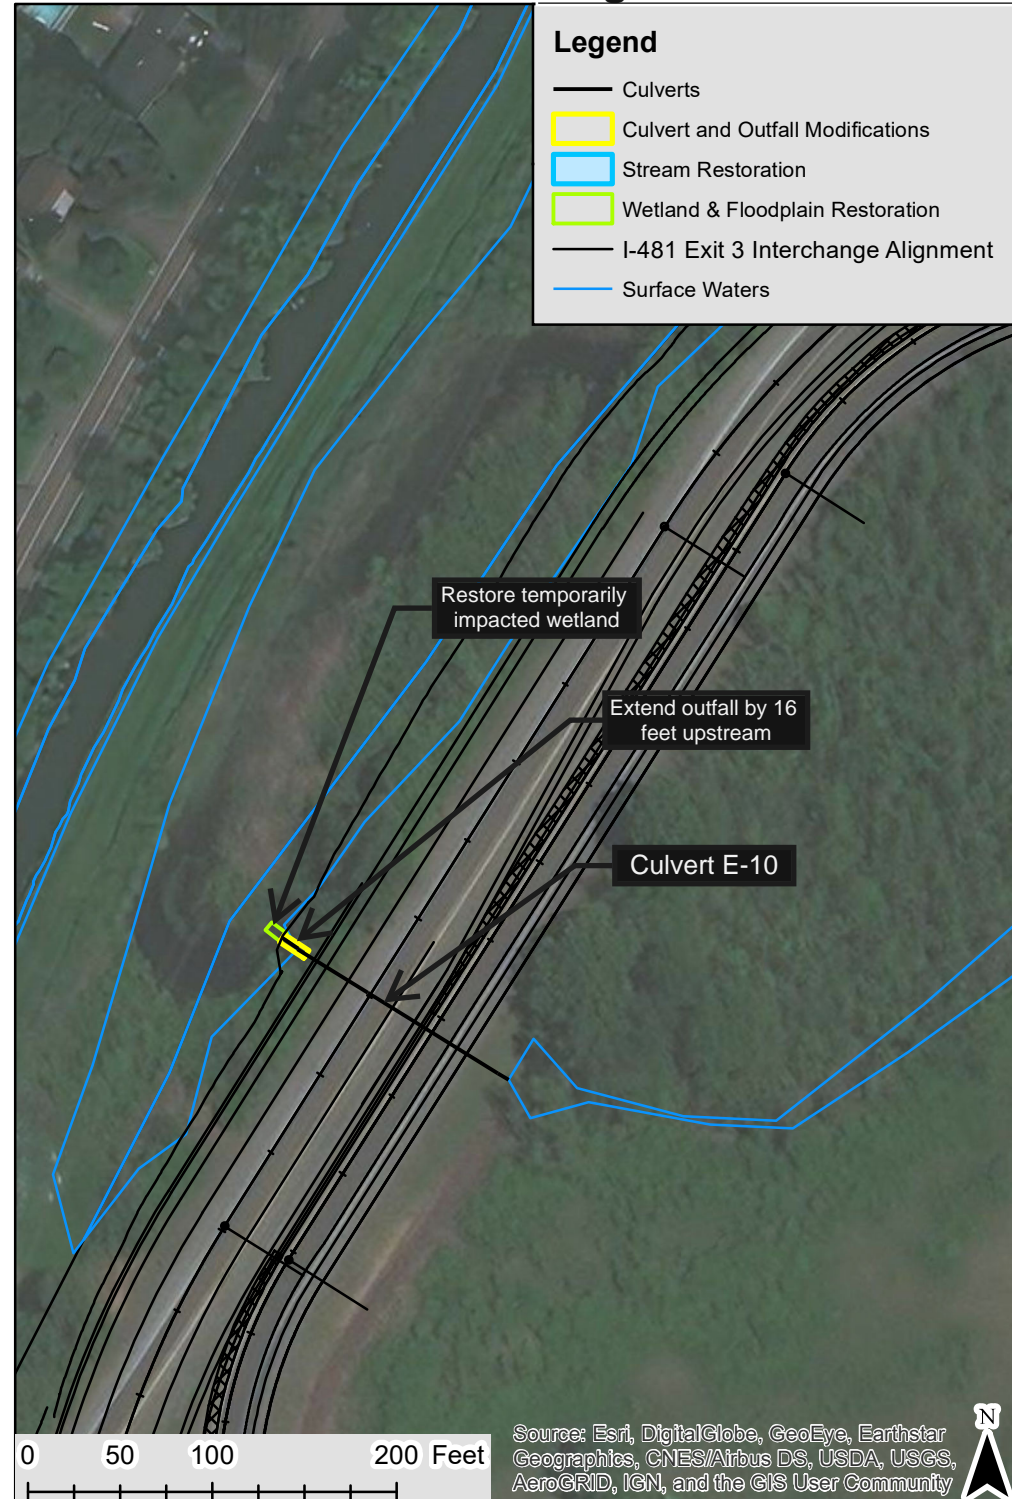 Legend
Culverts
Culvert and Outfall Modifications
Stream Restoration
Wetland & Floodplain Restoration
I-481 Exit 3 Interchange Alignment
Surface Waters
Restore temporarily
impacted wetland
Extend outfall by 16
feet upstream
Culvert E-10
0 50 100 200 Feet
Source: Esri, DigitalGlobe, GeoEye, Earthstar
Geographics, CNES/Airbus DS, USDA, USGS,
AeroGRID, IGN, and the GIS User Community
N